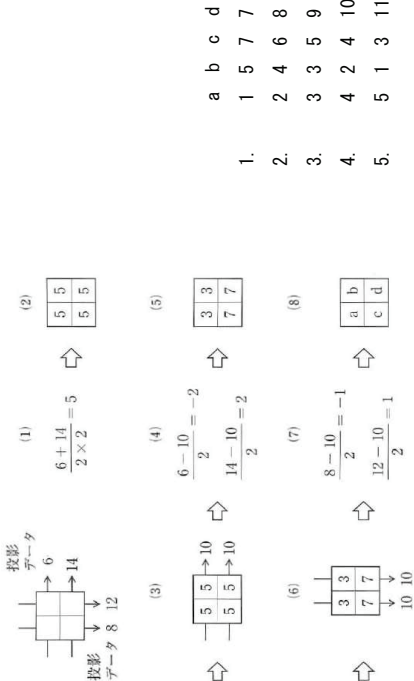 投影
データ
6
14
投影
データ
8 12
(1)
6 + 14
2 × 2
= 5
(2)
5 5
5 5
(3)
5 5 10
5 5 10
(4)
6 − 10
2
= −2
14 − 10
2
= 2
(5)
3 3
7 7
(6)
3 3
7 7
10 10
(7)
8 − 10
2
= −1
12 − 10
2
= 1
(8)
a b
c d
a b c d
1. 1 5 7 7
2. 2 4 6 8
3. 3 3 5 9
4. 4 2 4 10
5. 5 1 3 11